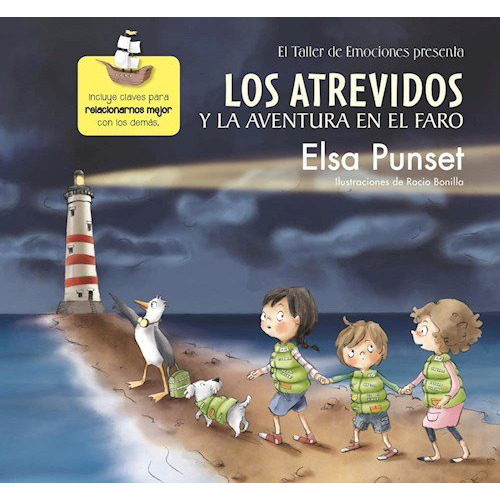 El Taller de Emociones presenta
LOS ATREVIDOS
Y LA AVENTURA EN EL FARO
Elsa Punset
Ilustraciones de Rocio Bonilla
Incluye claves para
relacionarnos mejor
con los demás.